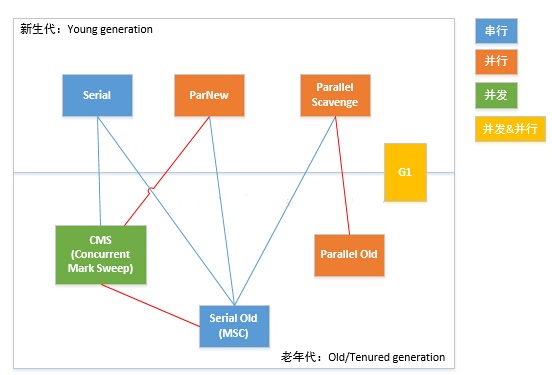 新生代：Young generation
串行
并行
并发
并发&并行
Serial
ParNew
Parallel
Scavenge
G1
CMS
(Concurrent
Mark Sweep)
Parallel Old
Serial Old
(MSC)
老年代：Old/Tenured generation